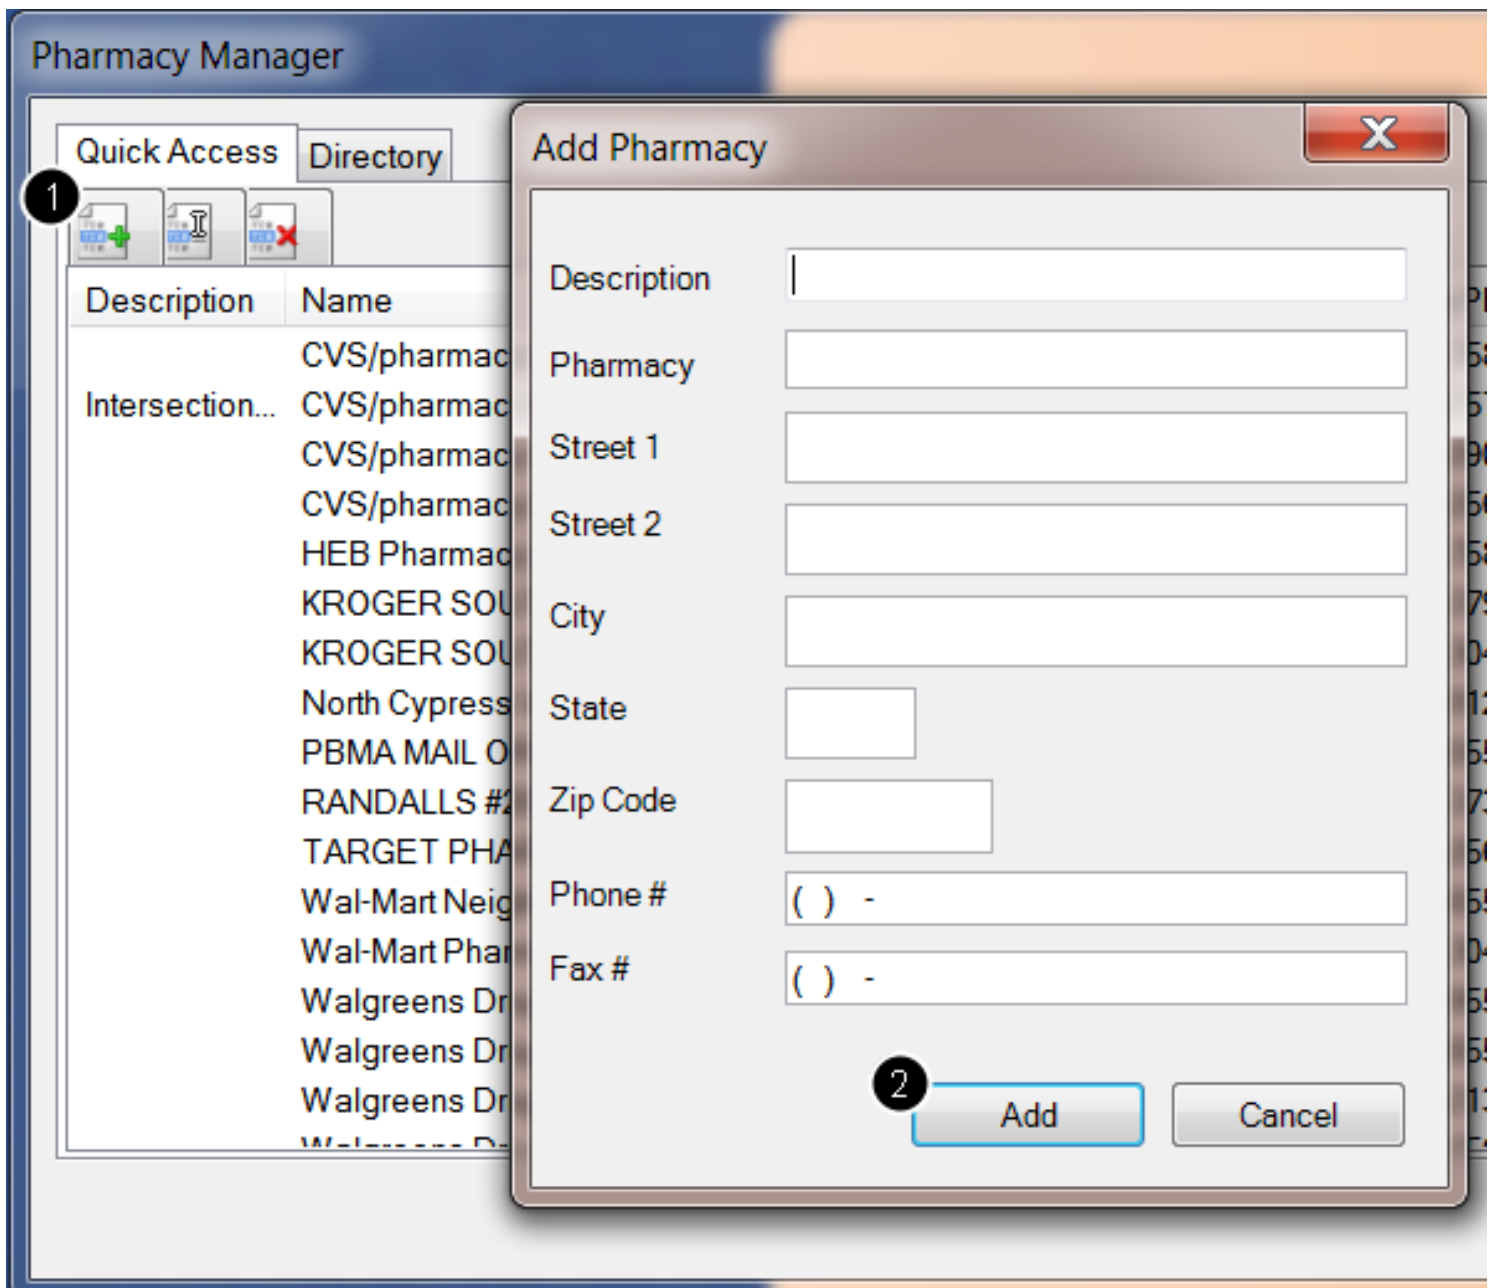 Pharmacy Manager
Quick Access Directory
1
Description Name
CVS/pharmac
Intersection... CVS/pharmac
CVS/pharmac
CVS/pharmac
HEB Pharmac
KROGER SOU
KROGER SOU
North Cypress
PBMA MAIL O
RANDALLS #2
TARGET PHA
Wal-Mart Neig
Wal-Mart Phar
Walgreens Dr
Walgreens Dr
Walgreens Dr
Add Pharmacy
Description
Pharmacy
Street 1
Street 2
City
State
Zip Code
Phone # ( ) -
Fax # ( ) -
2
Add Cancel